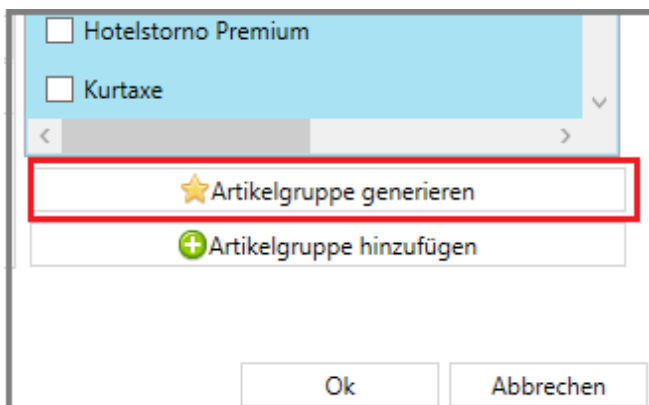 Hotelstorno Premium
Kurtaxe
Artikelgruppe generieren
Artikelgruppe hinzufügen
Ok
Abbrechen